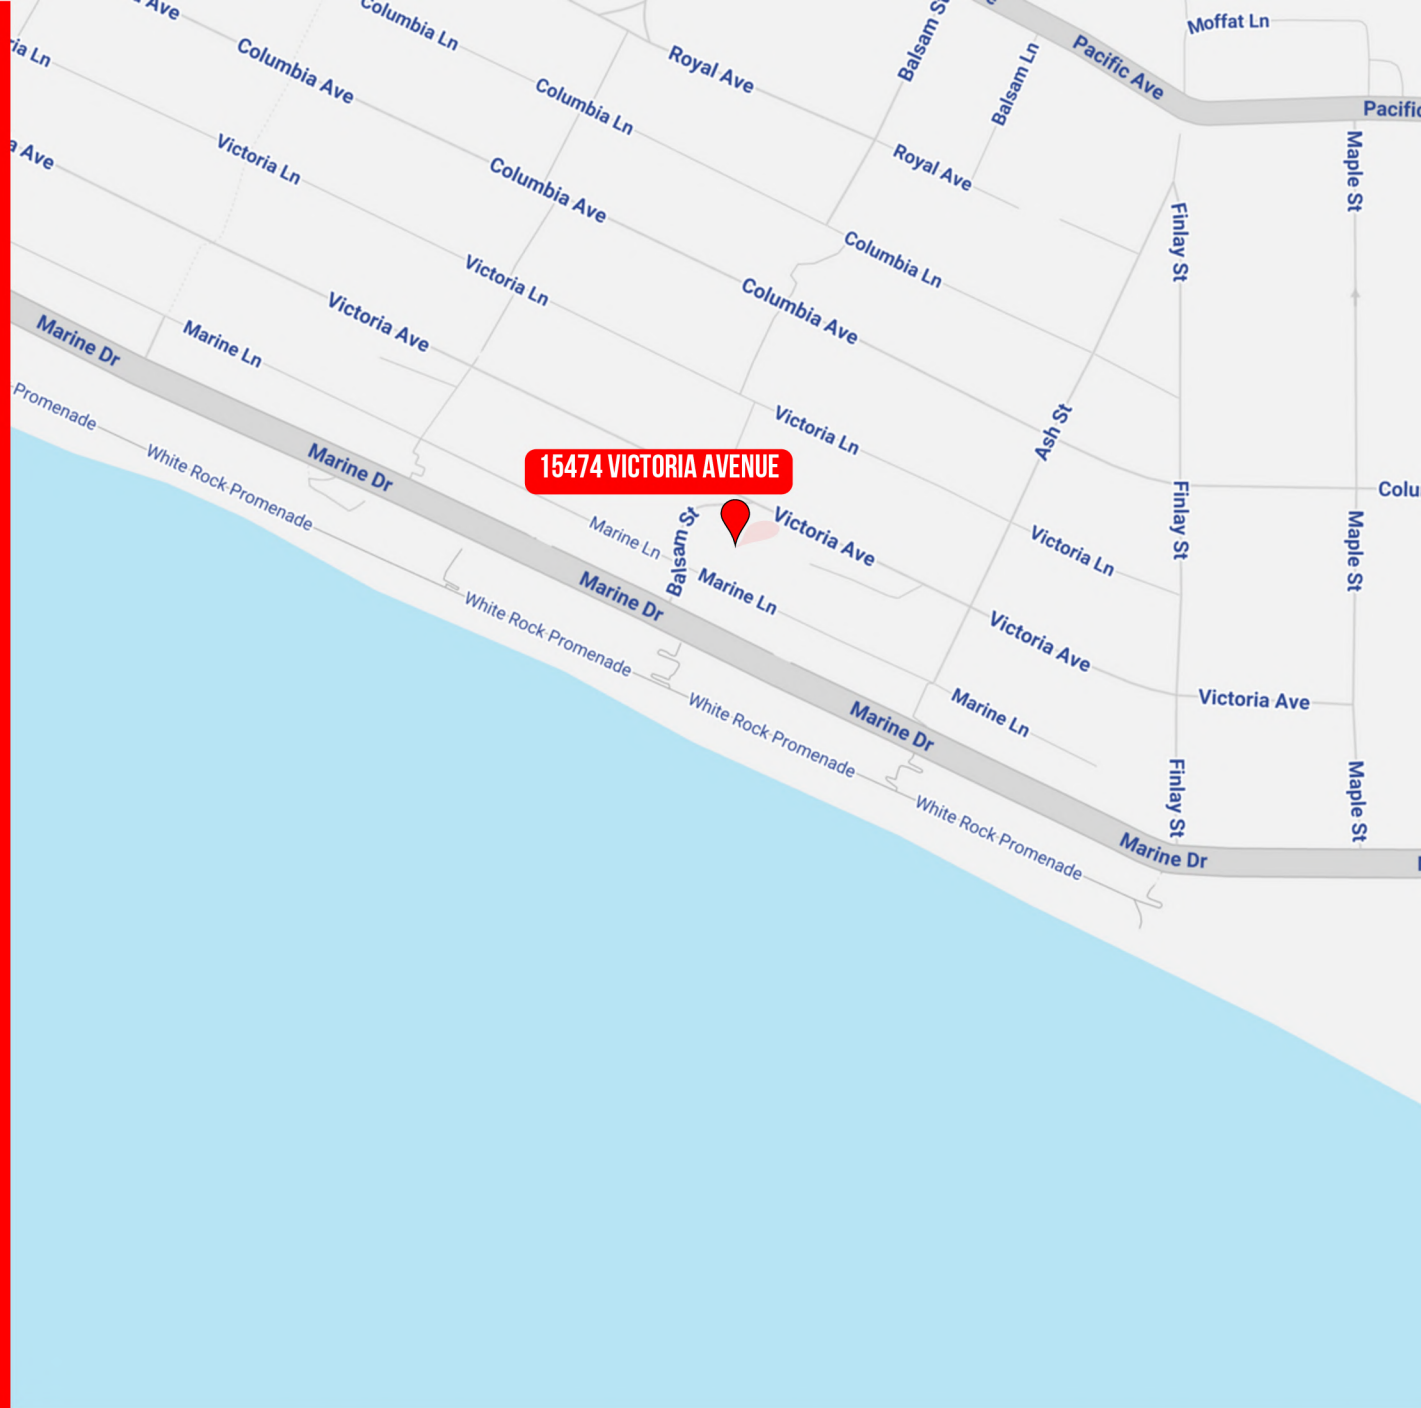 Ave
Columbia Ln
Balsam St
Moffat Ln
ria Ln
Columbia Ave
Royal Ave
Pacific Ave
Balsam Ln
Columbia Ln
Pacific
a Ave
Victoria Ln
Columbia Ave
Royal Ave
Maple St
Finlay St
Columbia Ln
Victoria Ln
Columbia Ave
Victoria Ave
Marine Dr
Marine Ln
Promenade
Victoria Ln
Ash St
Marine Dr
White Rock Promenade
15474 VICTORIA AVENUE
Colu
Finlay St
Maple St
Balsam St
Marine Ln
Victoria Ave
Victoria Ln
Marine Ln
Marine Dr
White Rock Promenade
Victoria Ave
Victoria Ave
Marine Ln
Marine Dr
White Rock Promenade
Finlay St
Maple St
White Rock Promenade
Marine Dr